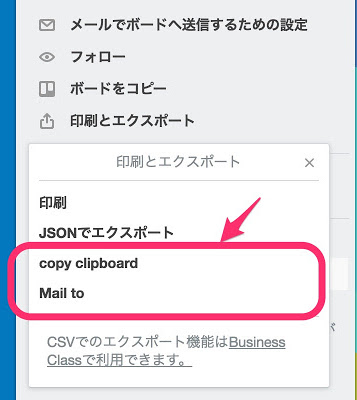 メールでボードへ送信するための設定
フォロー
ボードをコピー
印刷とエクスポート
印刷とエクスポート ×
印刷
JSONでエクスポート
copy clipboard
Mail to
CSVでのエクスポート機能はBusiness
Classで利用できます。
が